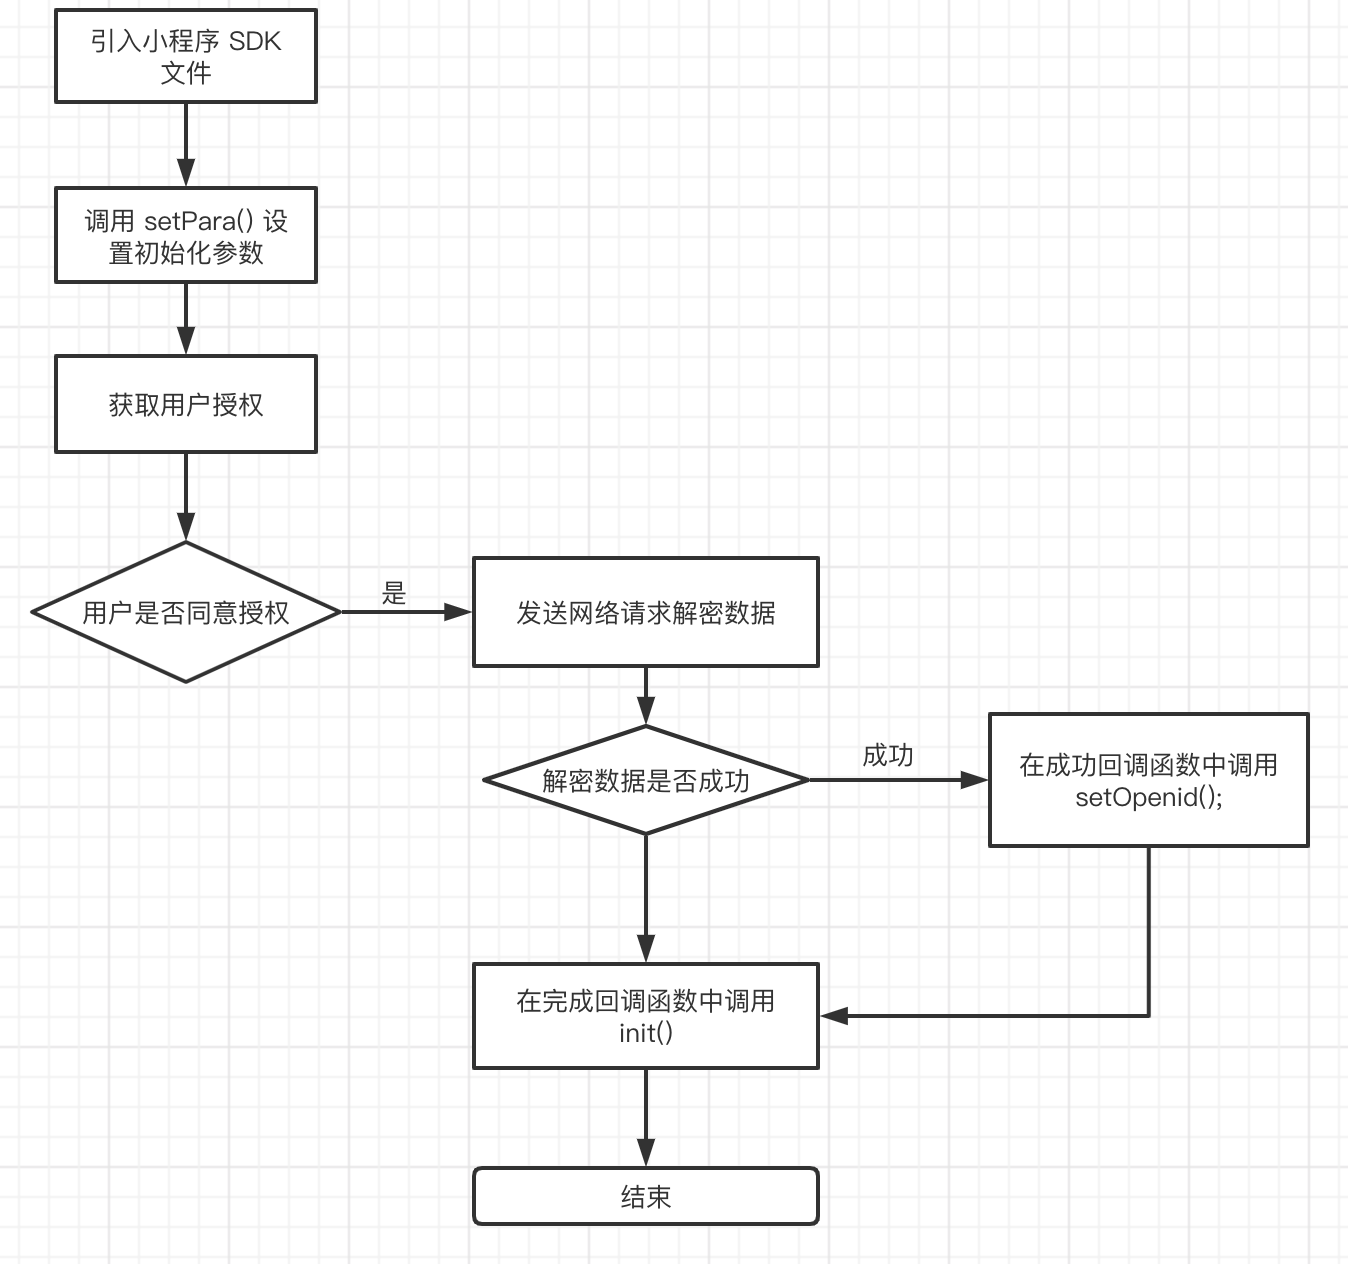 引入小程序 SDK
文件
调用 setPara() 设
置初始化参数
获取用户授权
用户是否同意授权
是
发送网络请求解密数据
解密数据是否成功
成功
在成功回调函数中调用
setOpenid();
在完成回调函数中调用
init()
结束